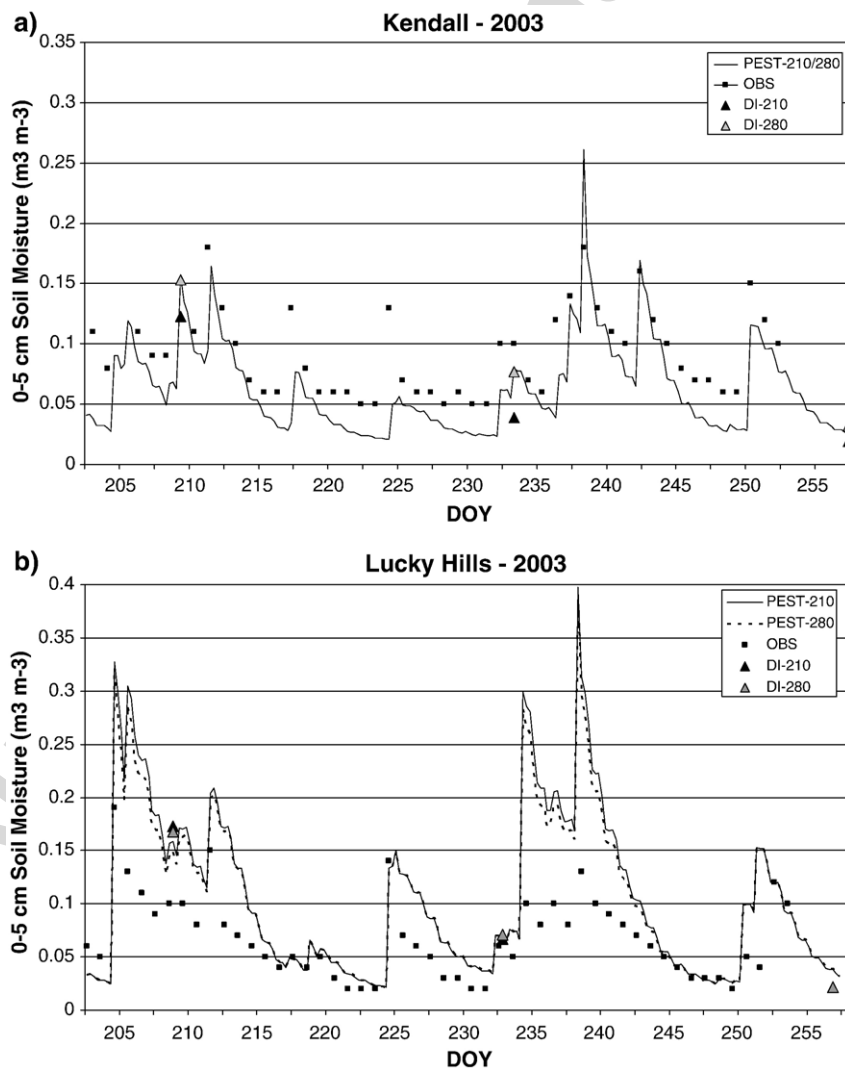 a)
Kendall - 2003
0.35
0.3
0.25
0.2
0.15
0.1
0.05
0
0-5 cm Soil Moisture (m3 m-3)
PEST-210/280
OBS
DI-210
DI-280
205 210 215 220 225 230 235 240 245 250 255
DOY
b)
Lucky Hills - 2003
0.4
0.35
0.3
0.25
0.2
0.15
0.1
0.05
0
0-5 cm Soil Moisture (m3 m-3)
PEST-210
PEST-280
OBS
DI-210
DI-280
205 210 215 220 225 230 235 240 245 250 255
DOY